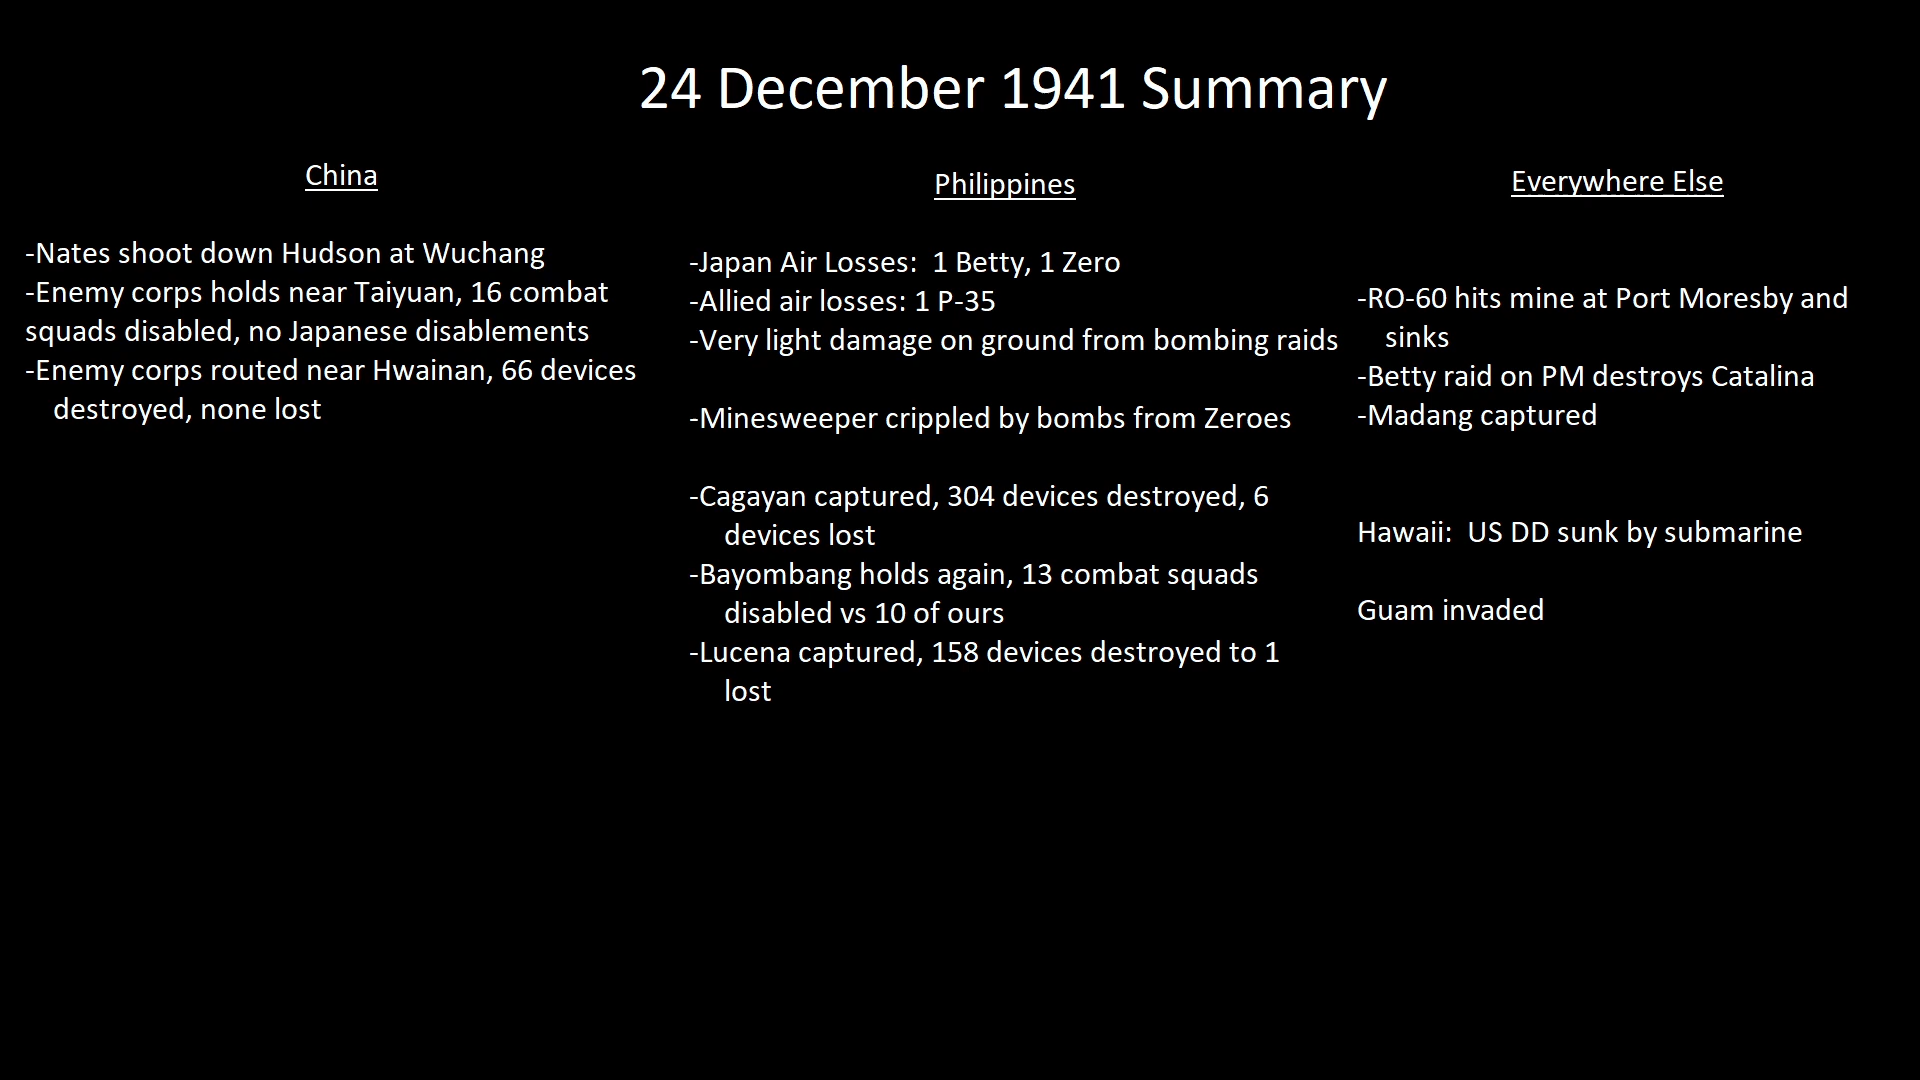 24 December 1941 Summary
China
-Nates shoot down Hudson at Wuchang
-Enemy corps holds near Taiyuan, 16 combat
squads disabled, no Japanese disablements
-Enemy corps routed near Hwainan, 66 devices
destroyed, none lost
Philippines
-Japan Air Losses:  1 Betty, 1 Zero
-Allied air losses: 1 P-35
-Very light damage on ground from bombing raids
-Minesweeper crippled by bombs from Zeroes
-Cagayan captured, 304 devices destroyed, 6
devices lost
-Bayombang holds again, 13 combat squads
disabled vs 10 of ours
-Lucena captured, 158 devices destroyed to 1
lost
Everywhere Else
-RO-60 hits mine at Port Moresby and
sinks
-Betty raid on PM destroys Catalina
-Madang captured
Hawaii:  US DD sunk by submarine
Guam invaded